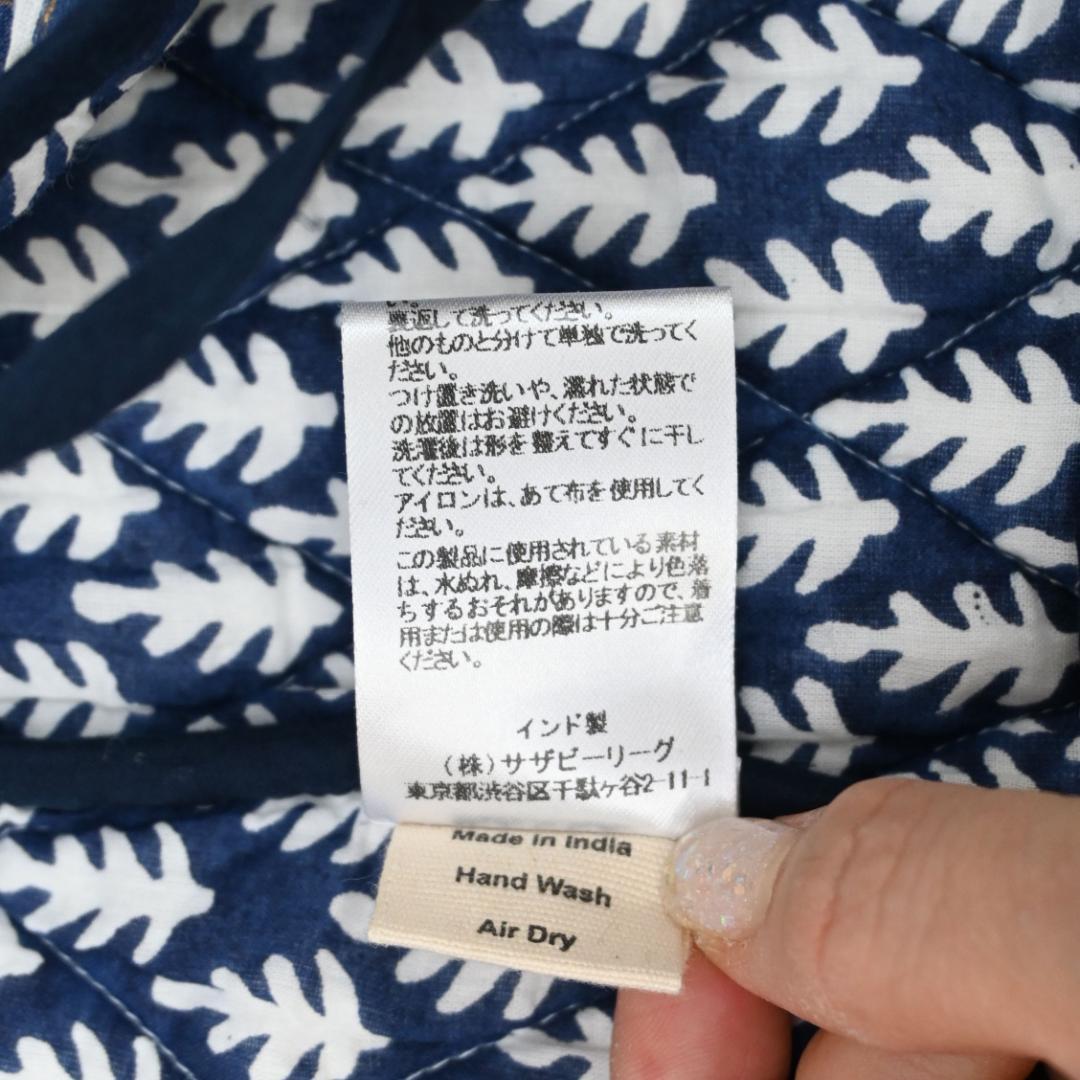 い。
裏返して洗ってください。
他のものと分けて単独で洗ってく
ださい。
つけ置き洗いや、濡れた状態で
の放置はお避けください。
洗濯後は形を整えてすぐに干し
てください。
アイロンは、あて布を使用してく
ださい。
この製品に使用されている素材
は、水ぬれ、摩擦などにより色落
ちするおそれがありますので、着
用または使用の際は十分ご注意
ください。
インド製
（株）サザビーリーグ
東京都渋谷区千駄ヶ谷2-11-1
Made in India
Hand Wash
Air Dry